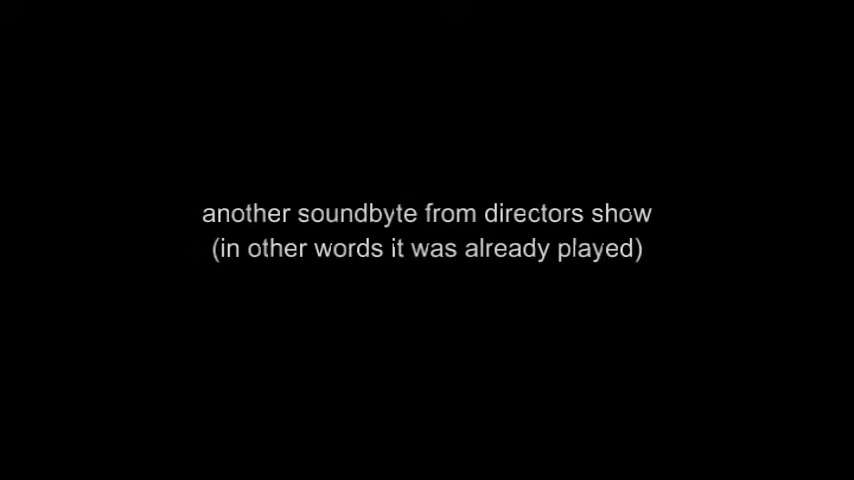 another soundbyte from directors show
(in other words it was already played)